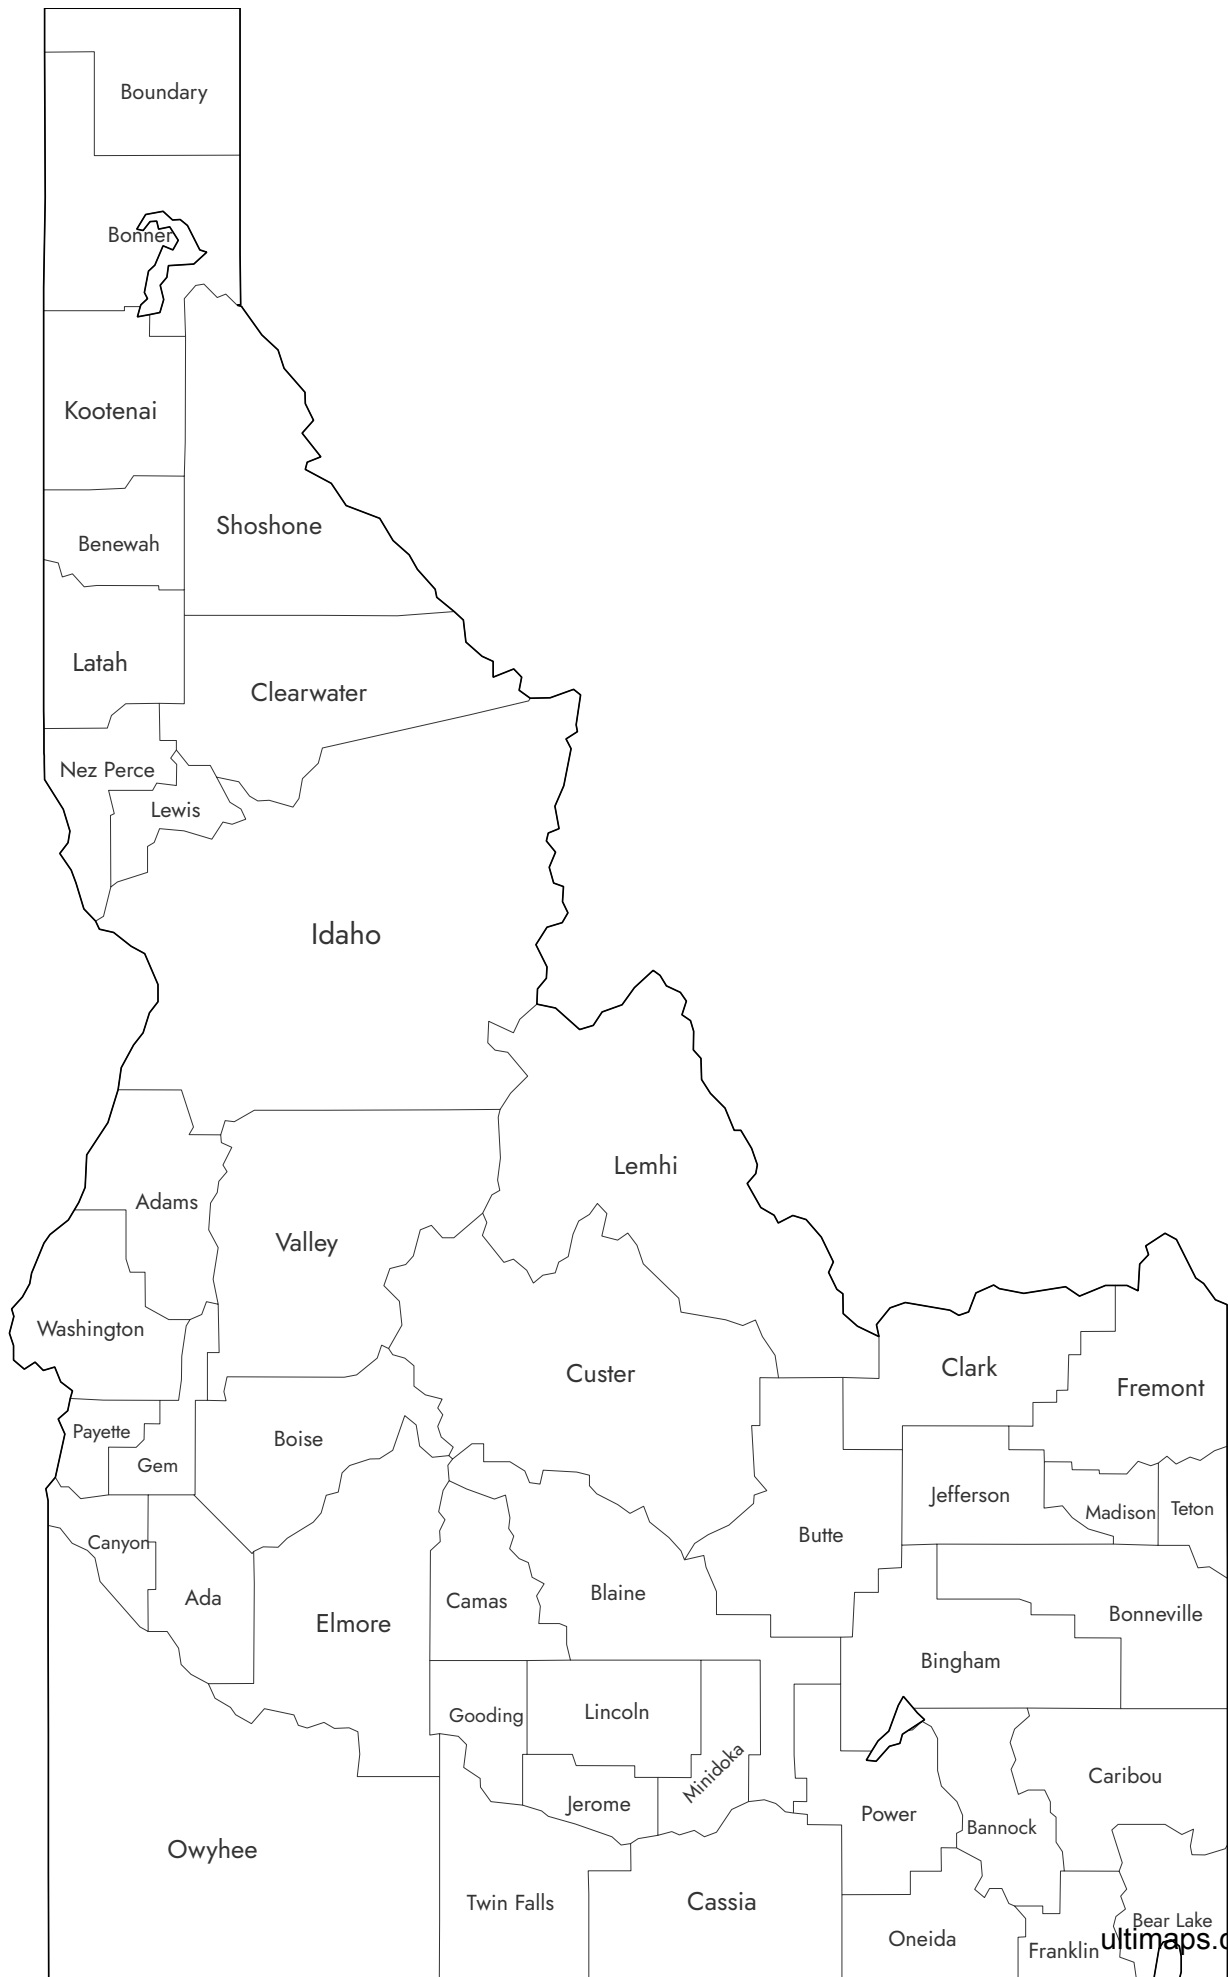 Boundary
Bonner
Kootenai
Shoshone
Benewah
Latah
Clearwater
Nez Perce
Lewis
Idaho
Lemhi
Adams
Valley
Washington
Custer
Clark
Fremont
Payette
Boise
Gem
Jefferson
Madison
Teton
Butte
Canyon
Ada
Camas
Blaine
Elmore
Bonneville
Bingham
Gooding
Lincoln
Minidoka
Caribou
Jerome
Power
Bannock
Owyhee
Twin Falls
Cassia
Bear Lake
Oneida
Franklin
ultimaps.c